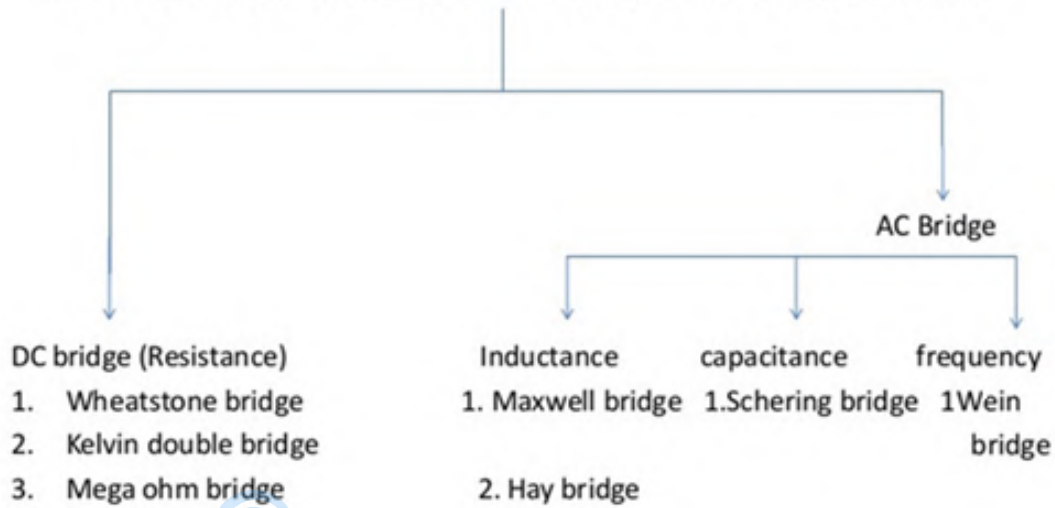 AC Bridge
DC bridge (Resistance)
Inductance
capacitance
frequency
1. Wheatstone bridge
1. Maxwell bridge
1.Schering bridge
1Wein
bridge
2. Kelvin double bridge
3. Mega ohm bridge
2. Hay bridge